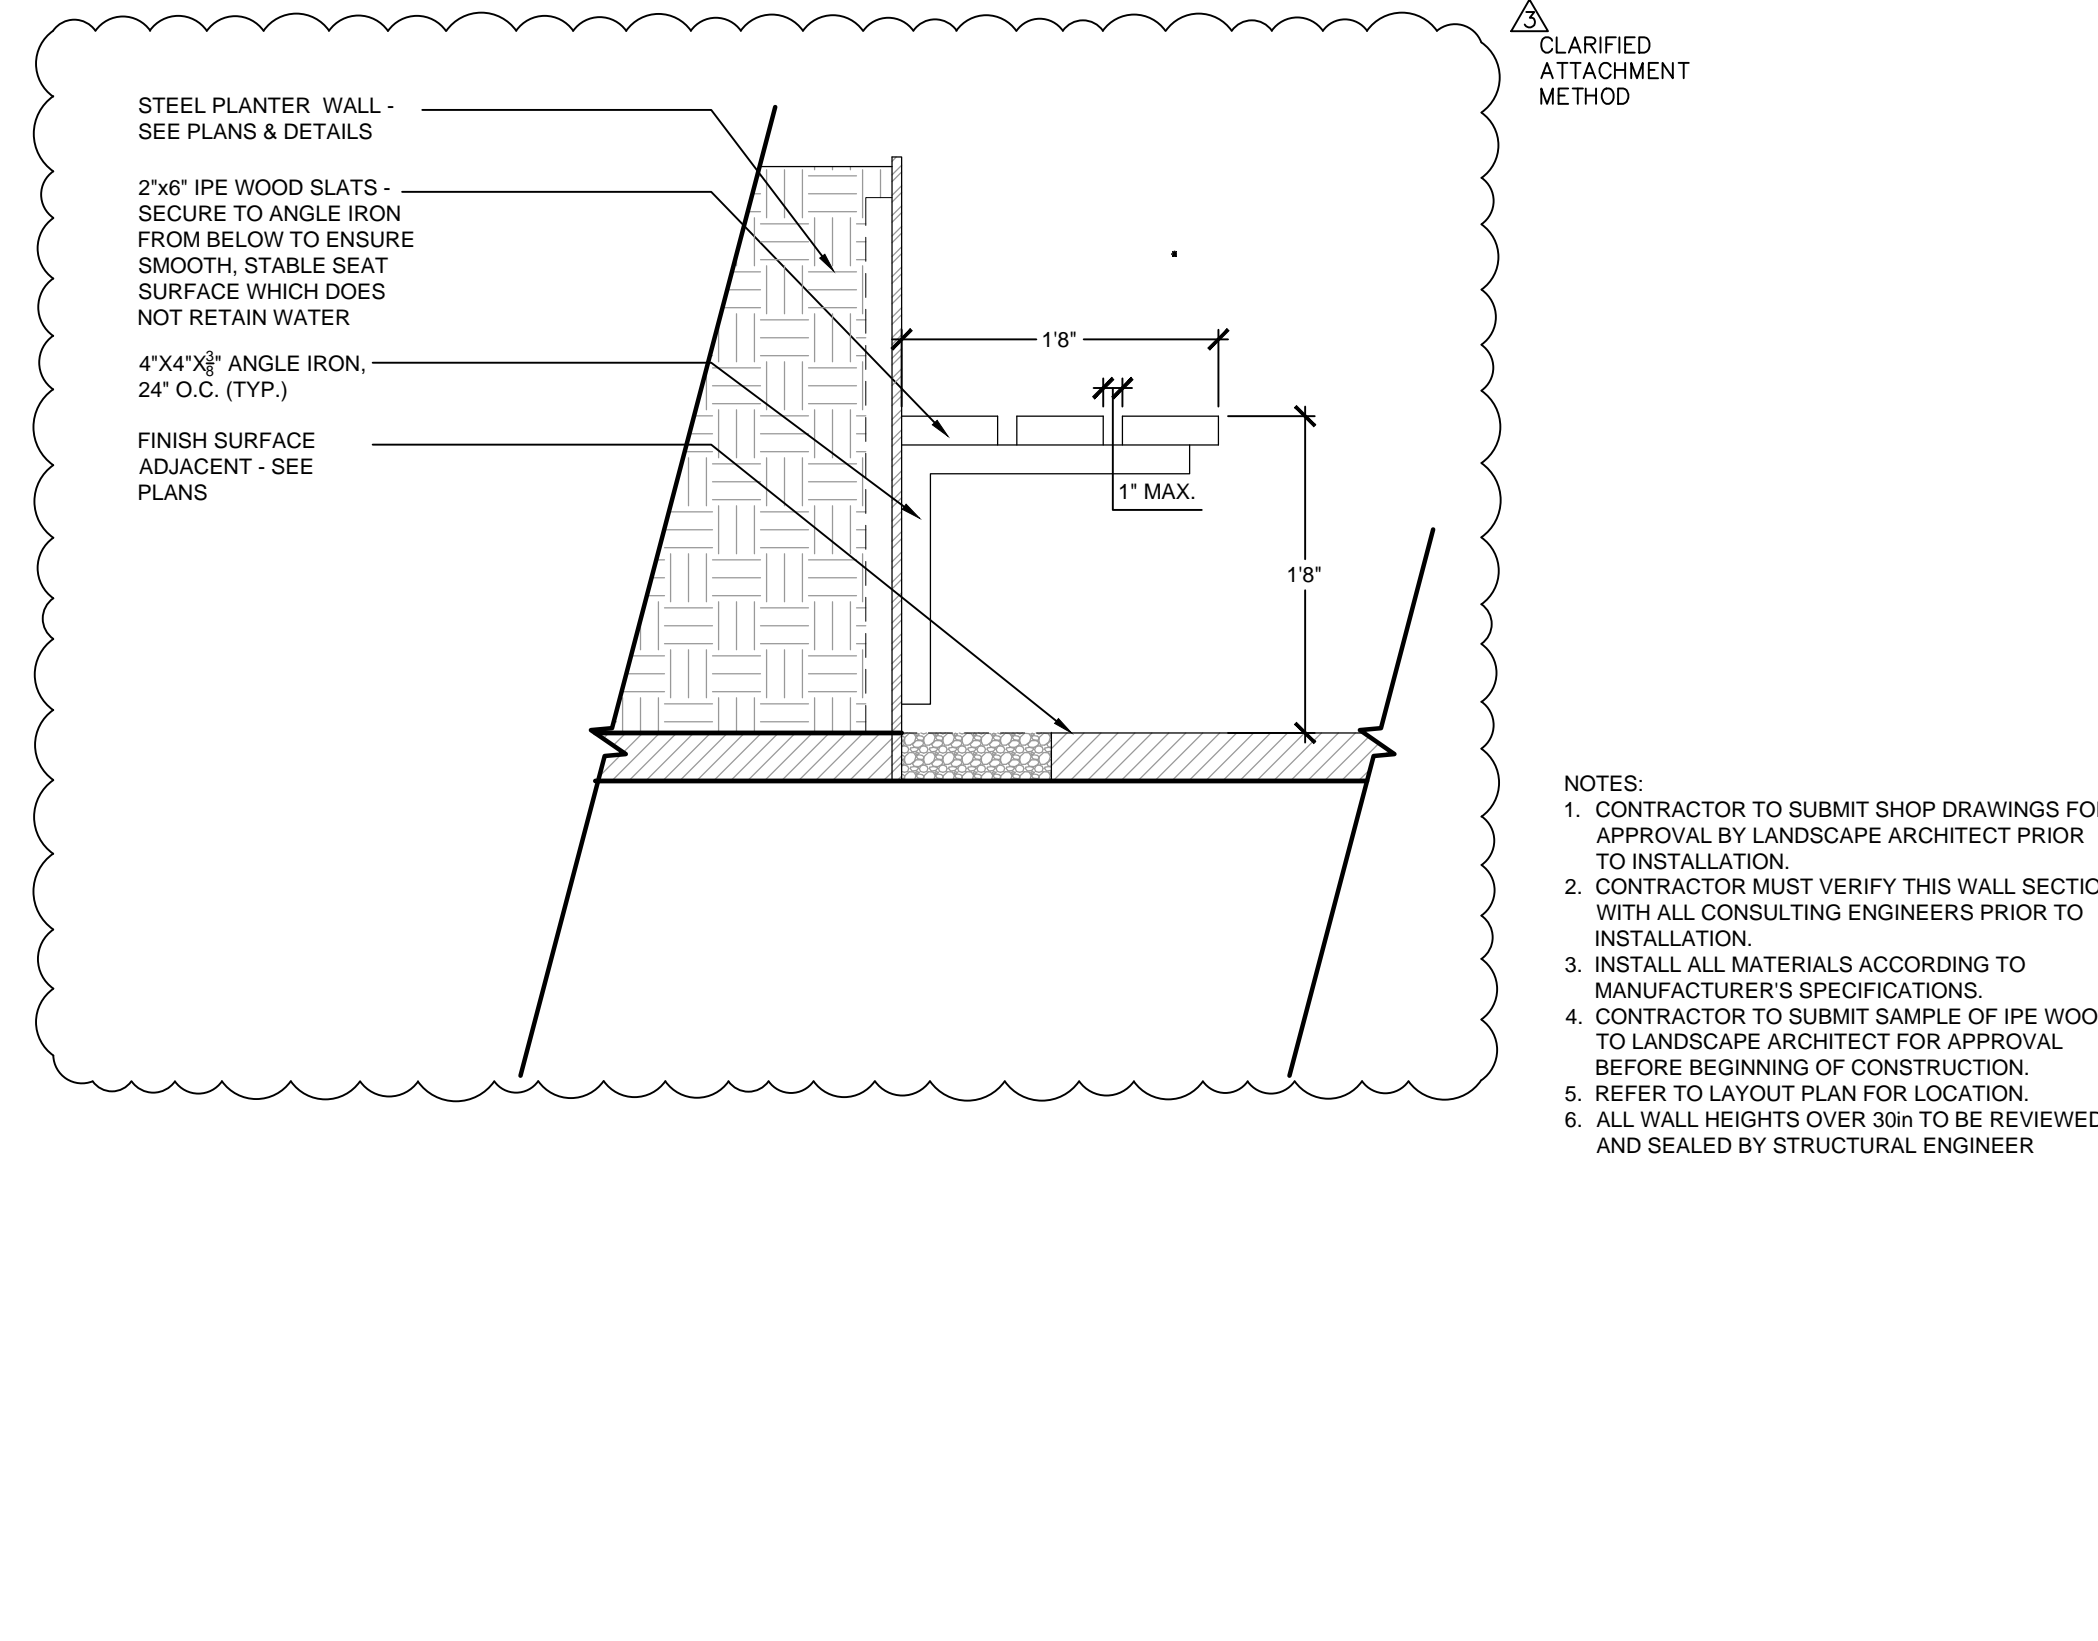 3
CLARIFIED
ATTACHMENT
METHOD
STEEL PLANTER WALL -
SEE PLANS & DETAILS
2"x6" IPE WOOD SLATS -
SECURE TO ANGLE IRON
FROM BELOW TO ENSURE
SMOOTH, STABLE SEAT
SURFACE WHICH DOES
NOT RETAIN WATER
4"X4"X3/8" ANGLE IRON,
24" O.C. (TYP.)
FINISH SURFACE
ADJACENT - SEE
PLANS
1'8"
1" MAX.
1'8"
NOTES:
1. CONTRACTOR TO SUBMIT SHOP DRAWINGS FO
APPROVAL BY LANDSCAPE ARCHITECT PRIOR
TO INSTALLATION.
2. CONTRACTOR MUST VERIFY THIS WALL SECTIO
WITH ALL CONSULTING ENGINEERS PRIOR TO
INSTALLATION.
3. INSTALL ALL MATERIALS ACCORDING TO
MANUFACTURER'S SPECIFICATIONS.
4. CONTRACTOR TO SUBMIT SAMPLE OF IPE WOO
TO LANDSCAPE ARCHITECT FOR APPROVAL
BEFORE BEGINNING OF CONSTRUCTION.
5. REFER TO LAYOUT PLAN FOR LOCATION.
6. ALL WALL HEIGHTS OVER 30in TO BE REVIEWED
AND SEALED BY STRUCTURAL ENGINEER